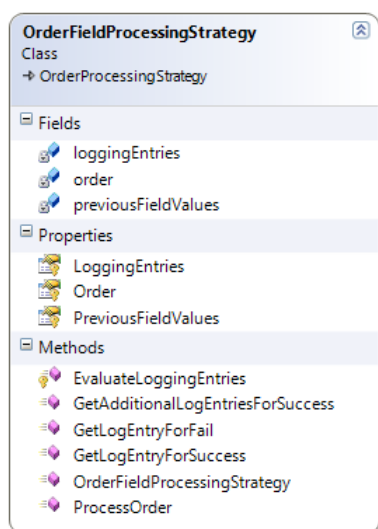 OrderFieldProcessingStrategy
Class
OrderProcessingStrategy
Fields
loggingEntries
order
previousFieldValues
Properties
LoggingEntries
Order
PreviousFieldValues
Methods
EvaluateLoggingEntries
GetAdditionalLogEntriesForSuccess
GetLogEntryForFail
GetLogEntryForSuccess
OrderFieldProcessingStrategy
ProcessOrder